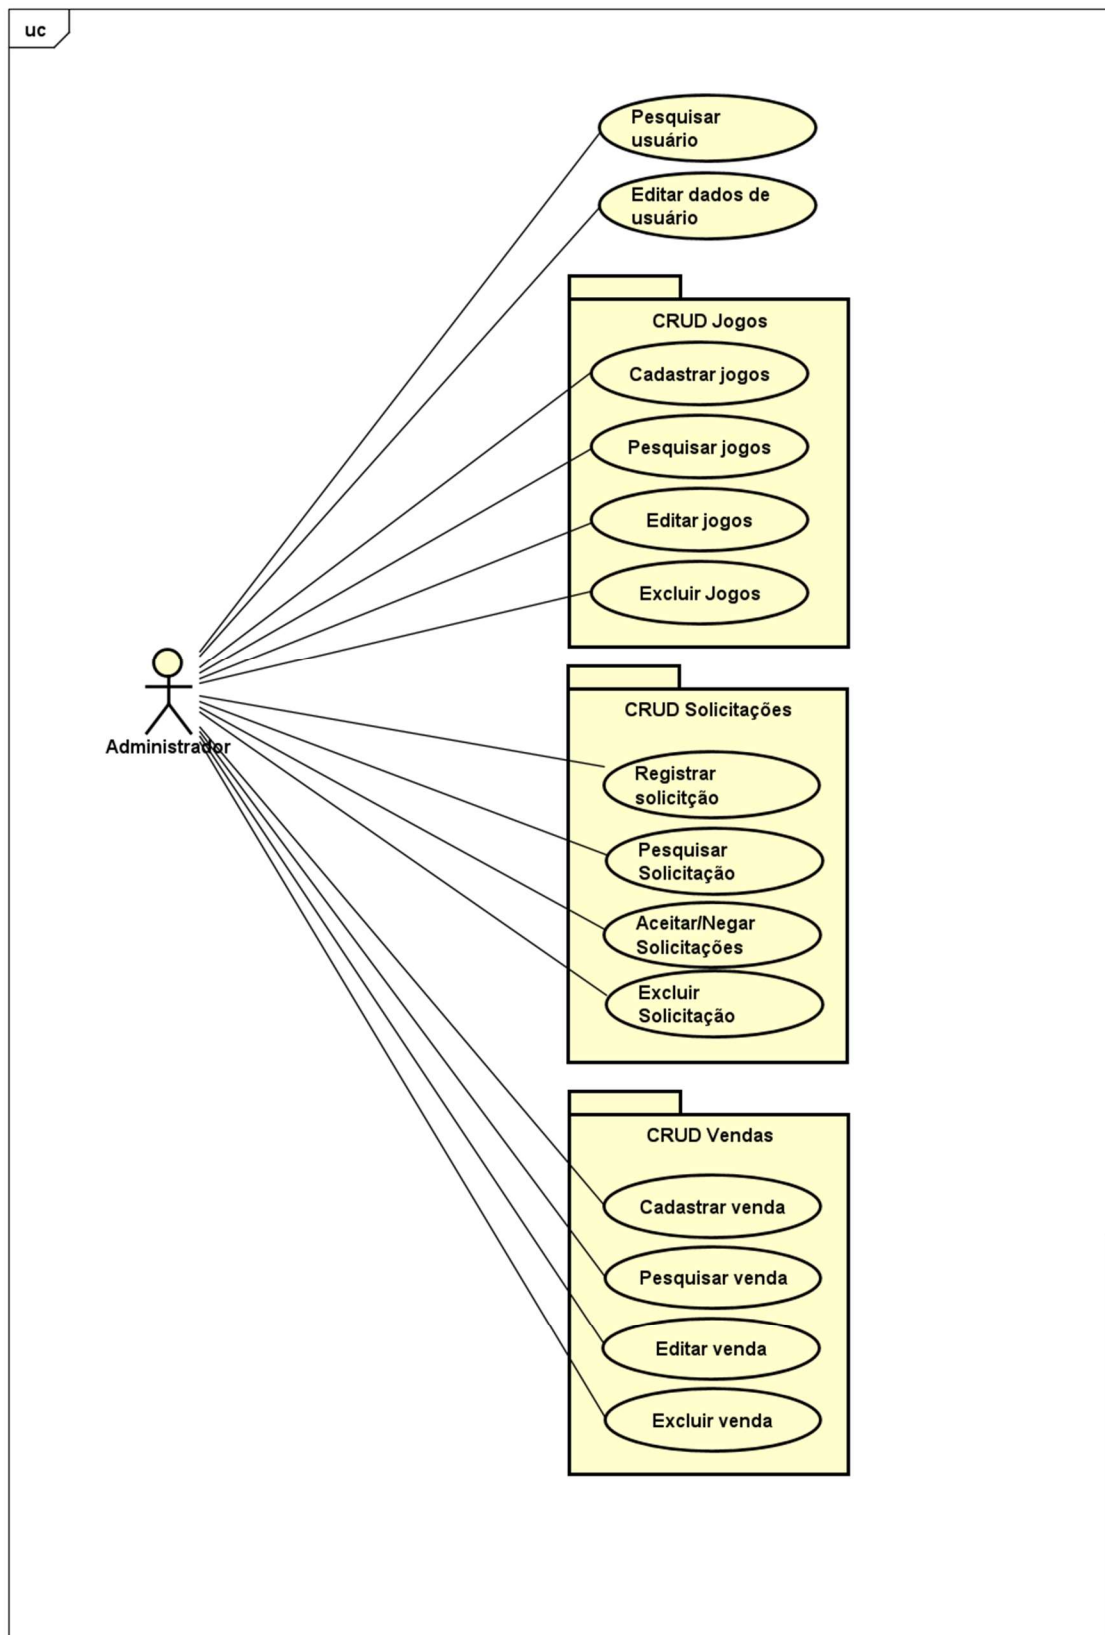 uc
Pesquisar
usuário
Editar dados de
usuário
CRUD Jogos
Cadastrar jogos
Pesquisar jogos
Editar jogos
Excluir Jogos
Administrador
CRUD Solicitações
Registrar
solicitção
Pesquisar
Solicitação
Aceitar/Negar
Solicitações
Excluir
Solicitação
CRUD Vendas
Cadastrar venda
Pesquisar venda
Editar venda
Excluir venda